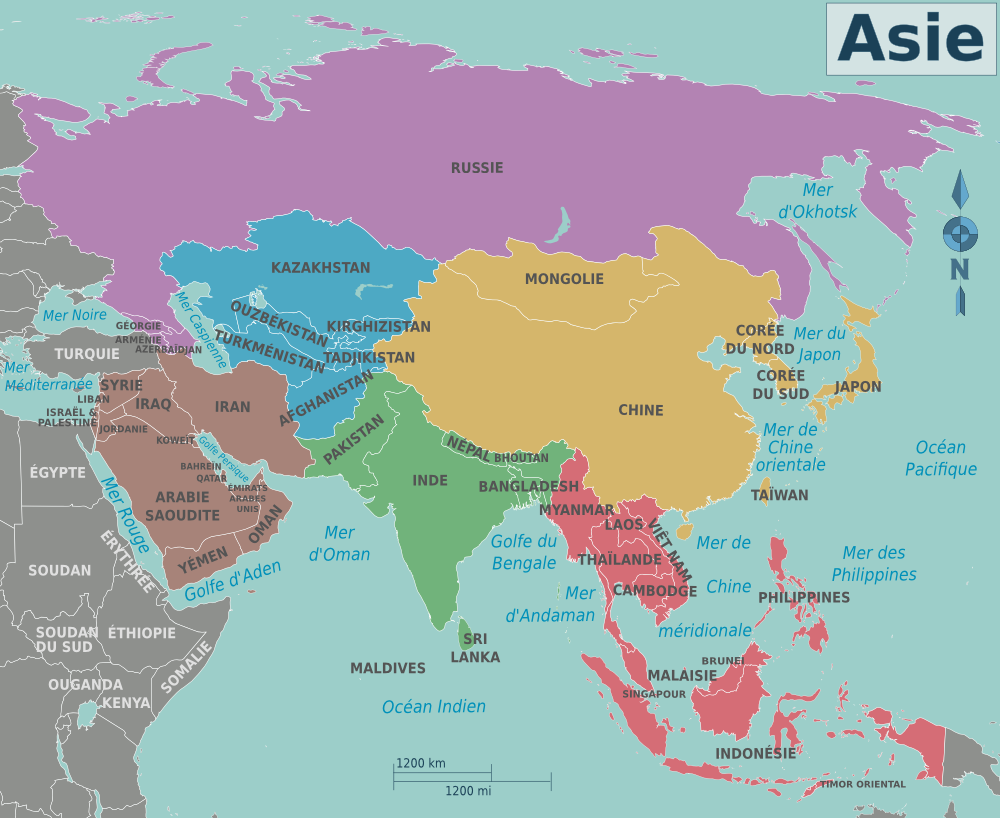 Asie
RUSSIE
Mer
d'Okhotsk
N
KAZAKHSTAN
MONGOLIE
Mer Noire
Mer Caspienne
OUZBÉKISTAN
KIRGHIZISTAN
GÉORGIE
ARMÉNIE
AZERBAÏDJAN
TURKMÉNISTAN
TADJIKISTAN
TURQUIE
CORÉE
DU NORD
Mer du
Japon
Mer
Méditerranée
SYRIE
LIBAN
IRAQ
IRAN
AFGHANISTAN
CORÉE
DU SUD
JAPON
ISRAËL &
PALESTINE
JORDANIE
KOWEÏT
Golfe Persique
PAKISTAN
CHINE
NÉPAL
BHOUTAN
Mer de
Chine
orientale
Océan
Pacifique
ÉGYPTE
BAHREÏN
QATAR
ÉMIRATS
ARABES
UNIS
INDE
BANGLADESH
TAÏWAN
ARABIE
SAOUDITE
Mer Rouge
OMAN
MYANMAR
LAOS
VIÊT NAM
YÉMEN
Golfe d'Aden
Mer
d'Oman
Golfe du
Bengale
THAÏLANDE
Mer de
Chine
méridionale
Mer des
Philippines
SOUDAN
ÉRYTHRÉE
CAMBODGE
Mer
d'Andaman
PHILIPPINES
SOUDAN
DU SUD
ÉTHIOPIE
SOMALIE
SRI
LANKA
MALDIVES
BRUNEI
MALAISIE
SINGAPOUR
OUGANDA
KENYA
Océan Indien
INDONÉSIE
TIMOR ORIENTAL
1200 km
1200 mi